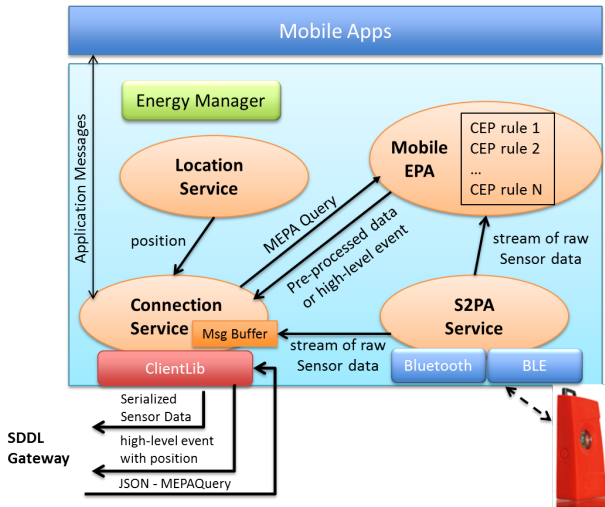 Mobile Apps
Application Messages
Energy Manager
Location
Service
Mobile
EPA
CEP rule 1
CEP rule 2
...
CEP rule N
position
MEPA Query
Pre-processed data
or high-level event
stream of raw
Sensor data
Connection
Service
Msg Buffer
S2PA
Service
stream of raw
Sensor data
ClientLib
Bluetooth
BLE
Serialized
Sensor Data
SDDL
Gateway
high-level event
with position
JSON - MEPAQuery